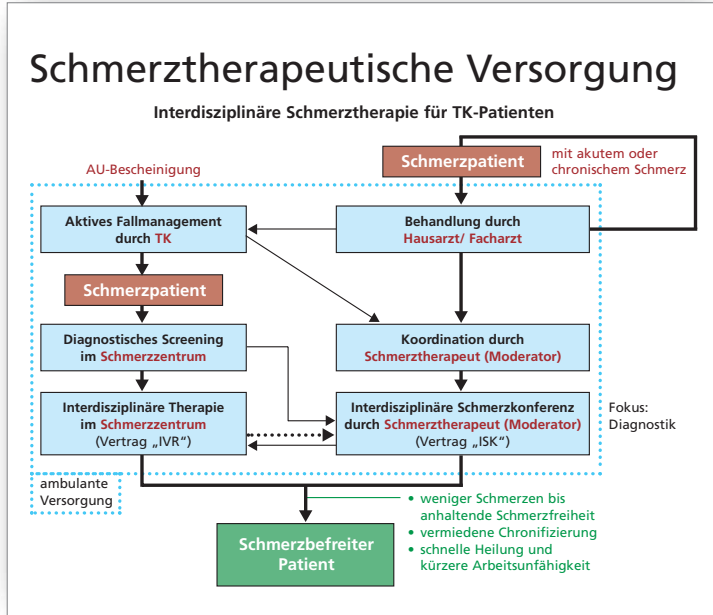 Schmerztherapeutische Versorgung
Interdisziplinäre Schmerztherapie für TK-Patienten
AU-Bescheinigung
Schmerzpatient
mit akutem oder
chronischem Schmerz
Aktives Fallmanagement
durch TK
Behandlung durch
Hausarzt/ Facharzt
Schmerzpatient
Diagnostisches Screening
im Schmerzzentrum
Koordination durch
Schmerztherapeut (Moderator)
Interdisziplinäre Therapie
im Schmerzzentrum
(Vertrag „IVR“)
Interdisziplinäre Schmerzkonferenz
durch Schmerztherapeut (Moderator)
(Vertrag „ISK“)
Fokus:
Diagnostik
ambulante
Versorgung
• weniger Schmerzen bis
anhaltende Schmerzfreiheit
• vermiedene Chronifizierung
• schnelle Heilung und
kürzere Arbeitsunfähigkeit
Schmerzbefreiter
Patient